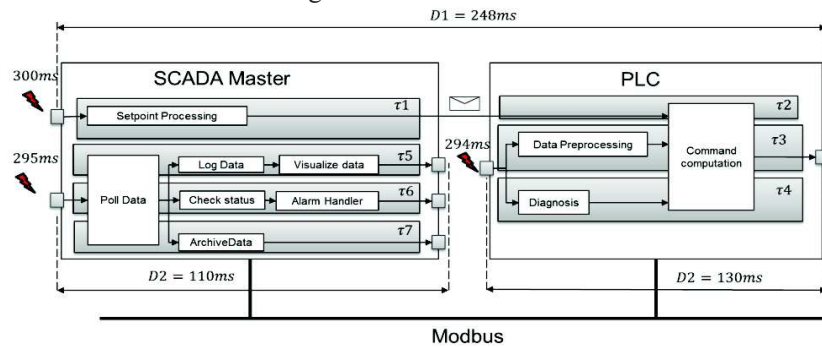 D1 = 248ms
300ms
SCADA Master
PLC
τ1
τ2
Setpoint Processing
295ms
294ms
τ5
τ3
Log Data
Visualize data
Data Preprocessing
Command
computation
Poll Data
τ6
τ4
Check status
Alarm Handler
Diagnosis
τ7
ArchiveData
D2 = 110ms
D2 = 130ms
Modbus